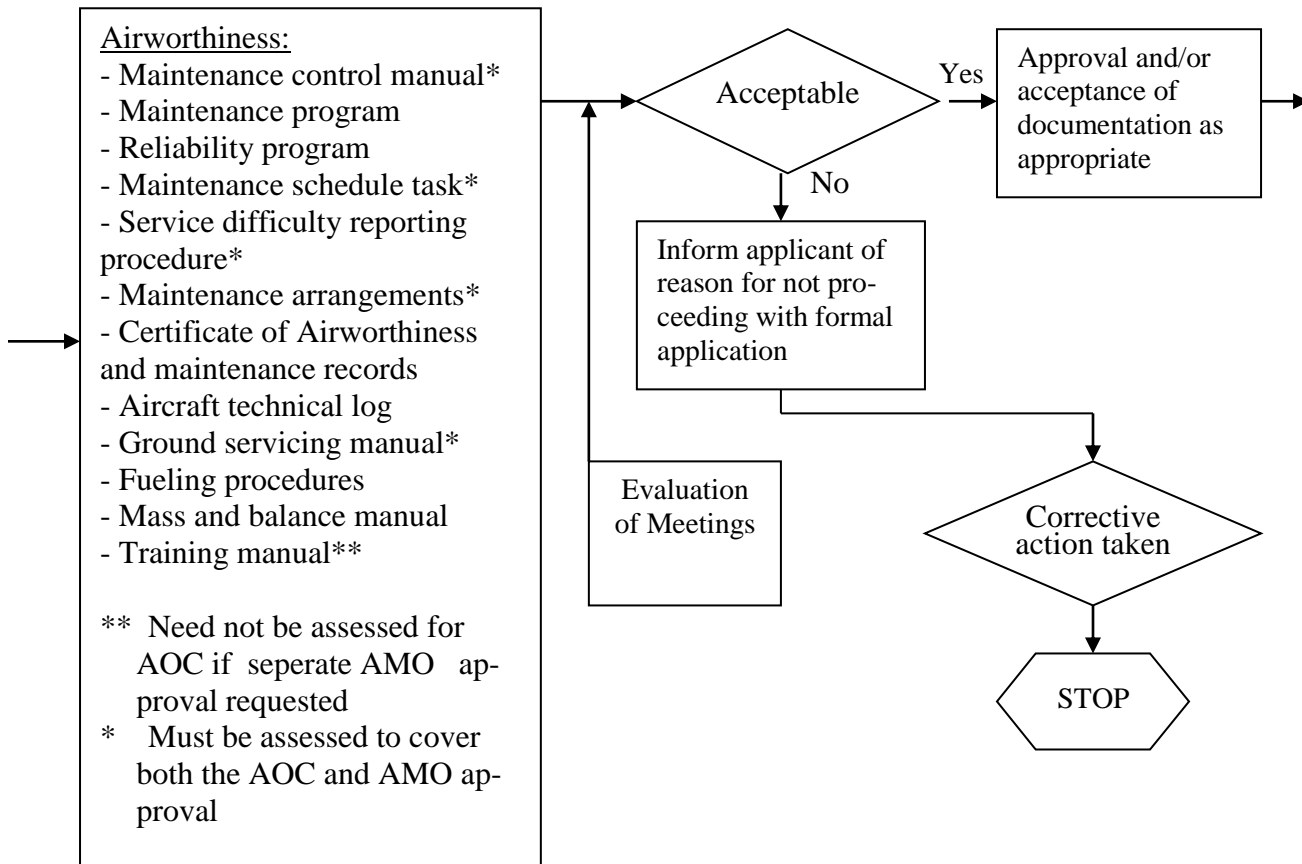 Airworthiness:
- Maintenance control manual*
- Maintenance program
- Reliability program
- Maintenance schedule task*
- Service difficulty reporting
procedure*
- Maintenance arrangements*
- Certificate of Airworthiness
and maintenance records
- Aircraft technical log
- Ground servicing manual*
- Fueling procedures
- Mass and balance manual
- Training manual**
** Need not be assessed for
AOC if seperate AMO ap-
proval requested
* Must be assessed to cover
both the AOC and AMO ap-
proval
Acceptable
Yes
Approval and/or
acceptance of
documentation as
appropriate
No
Inform applicant of
reason for not pro-
ceeding with formal
application
Evaluation
of Meetings
Corrective
action taken
STOP